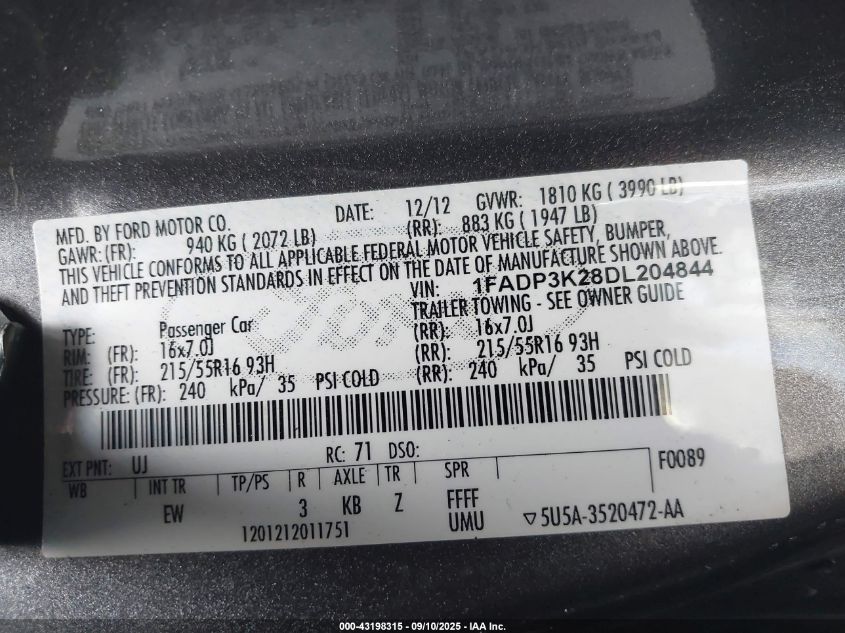 MFD. BY FORD MOTOR CO. DATE: 12/12 GVWR: 1810 KG ( 3990 LB)
GAWR: (FR): 940 KG ( 2072 LB) (RR): 883 KG ( 1947 LB)
THIS VEHICLE CONFORMS TO ALL APPLICABLE FEDERAL MOTOR VEHICLE SAFETY, BUMPER,
AND THEFT PREVENTION STANDARDS IN EFFECT ON THE DATE OF MANUFACTURE SHOWN ABOVE.
VIN: 1FADP3K28DL204844
TRAILER TOWING - SEE OWNER GUIDE
TYPE: Passenger Car
RIM: (FR): 16x7.0J (RR): 16x7.0J
TIRE: (FR): 215/55R16 93H (RR): 215/55R16 93H
PRESSURE: (FR): 240 kPa/ 35 PSI COLD (RR): 240 kPa/ 35 PSI COLD
EXT PNT: UJ RC: 71 DSO: F0089
WB INT TR TP/PS R AXLE TR SPR
EW 3 KB Z FFFF
UMU
1201212011751 ▽5U5A-3520472-AA
000-43198315 - 09/10/2025 - IAA Inc.